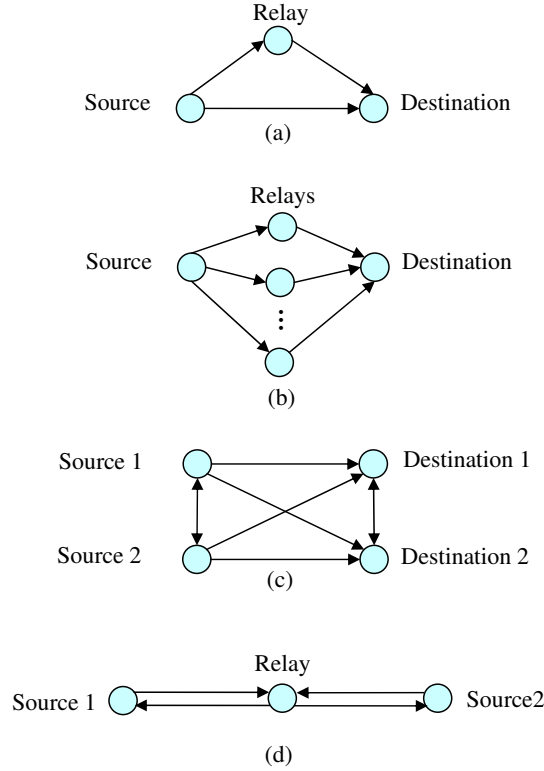 Relay
Source
Destination
(a)
Relays
Source
Destination
(b)
Source 1
Destination 1
Source 2
Destination 2
(c)
Relay
Source 1
Source2
(d)